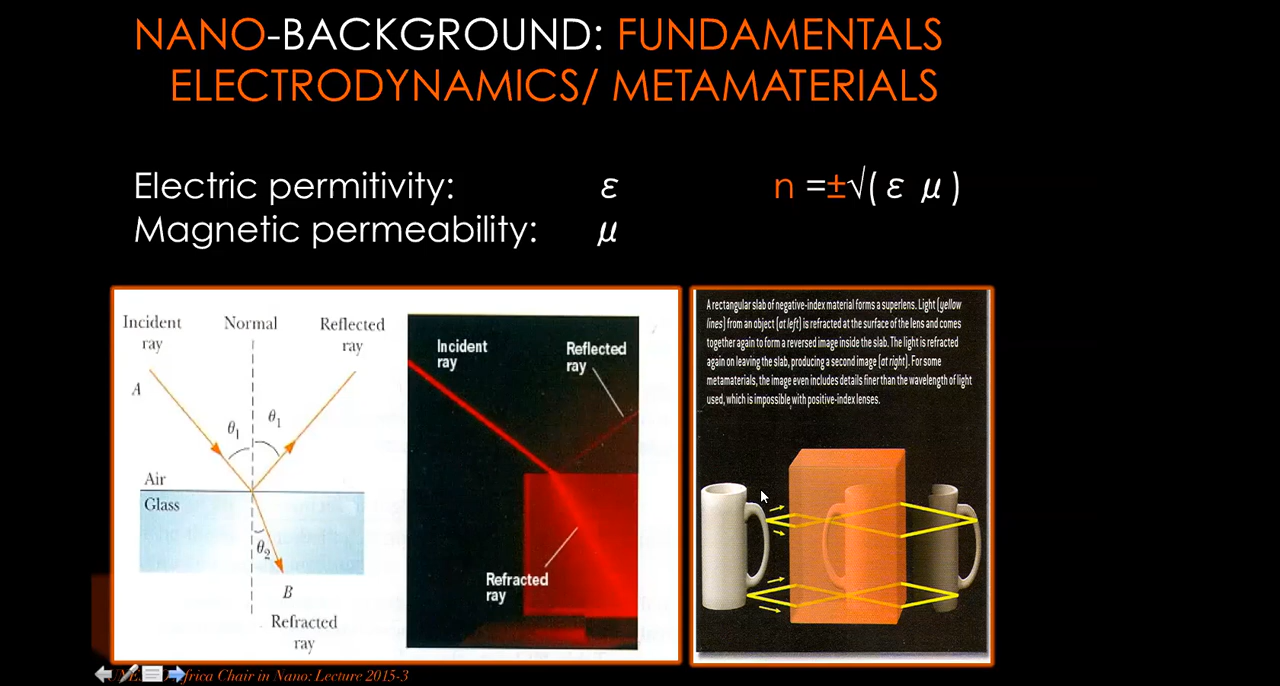 NANO-BACKGROUND: FUNDAMENTALS
ELECTRODYNAMICS/ METAMATERIALS
Electric permitivity: ε n =±√( ε μ )
Magnetic permeability: μ
Incident
ray
Normal
Reflected
ray
A
θ1
θ1
Air
Glass
θ2
B
Refracted
ray
Incident
ray
Reflected
ray
Refracted
ray
A rectangular slab of negative-index material forms a superlens. Light (yellow
lines) from an object (at left) is refracted at the surface of the lens and comes
together again to form a reversed image inside the slab. The light is refracted
again on leaving the slab, producing a second image (at right). For some
metamaterials, the image even includes details finer than the wavelength of light
used, which is impossible with positive-index lenses.
frica Chair in Nano: Lecture 2015-3